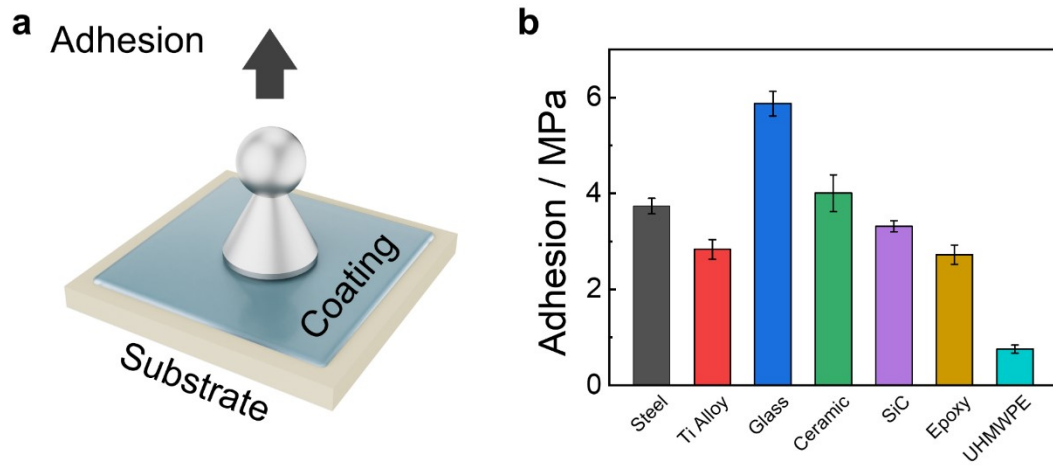 a
Adhesion
Coating
Substrate
b
Adhesion / MPa
6
4
2
0
Steel
Ti Alloy
Glass
Ceramic
SiC
Epoxy
UHMWPE